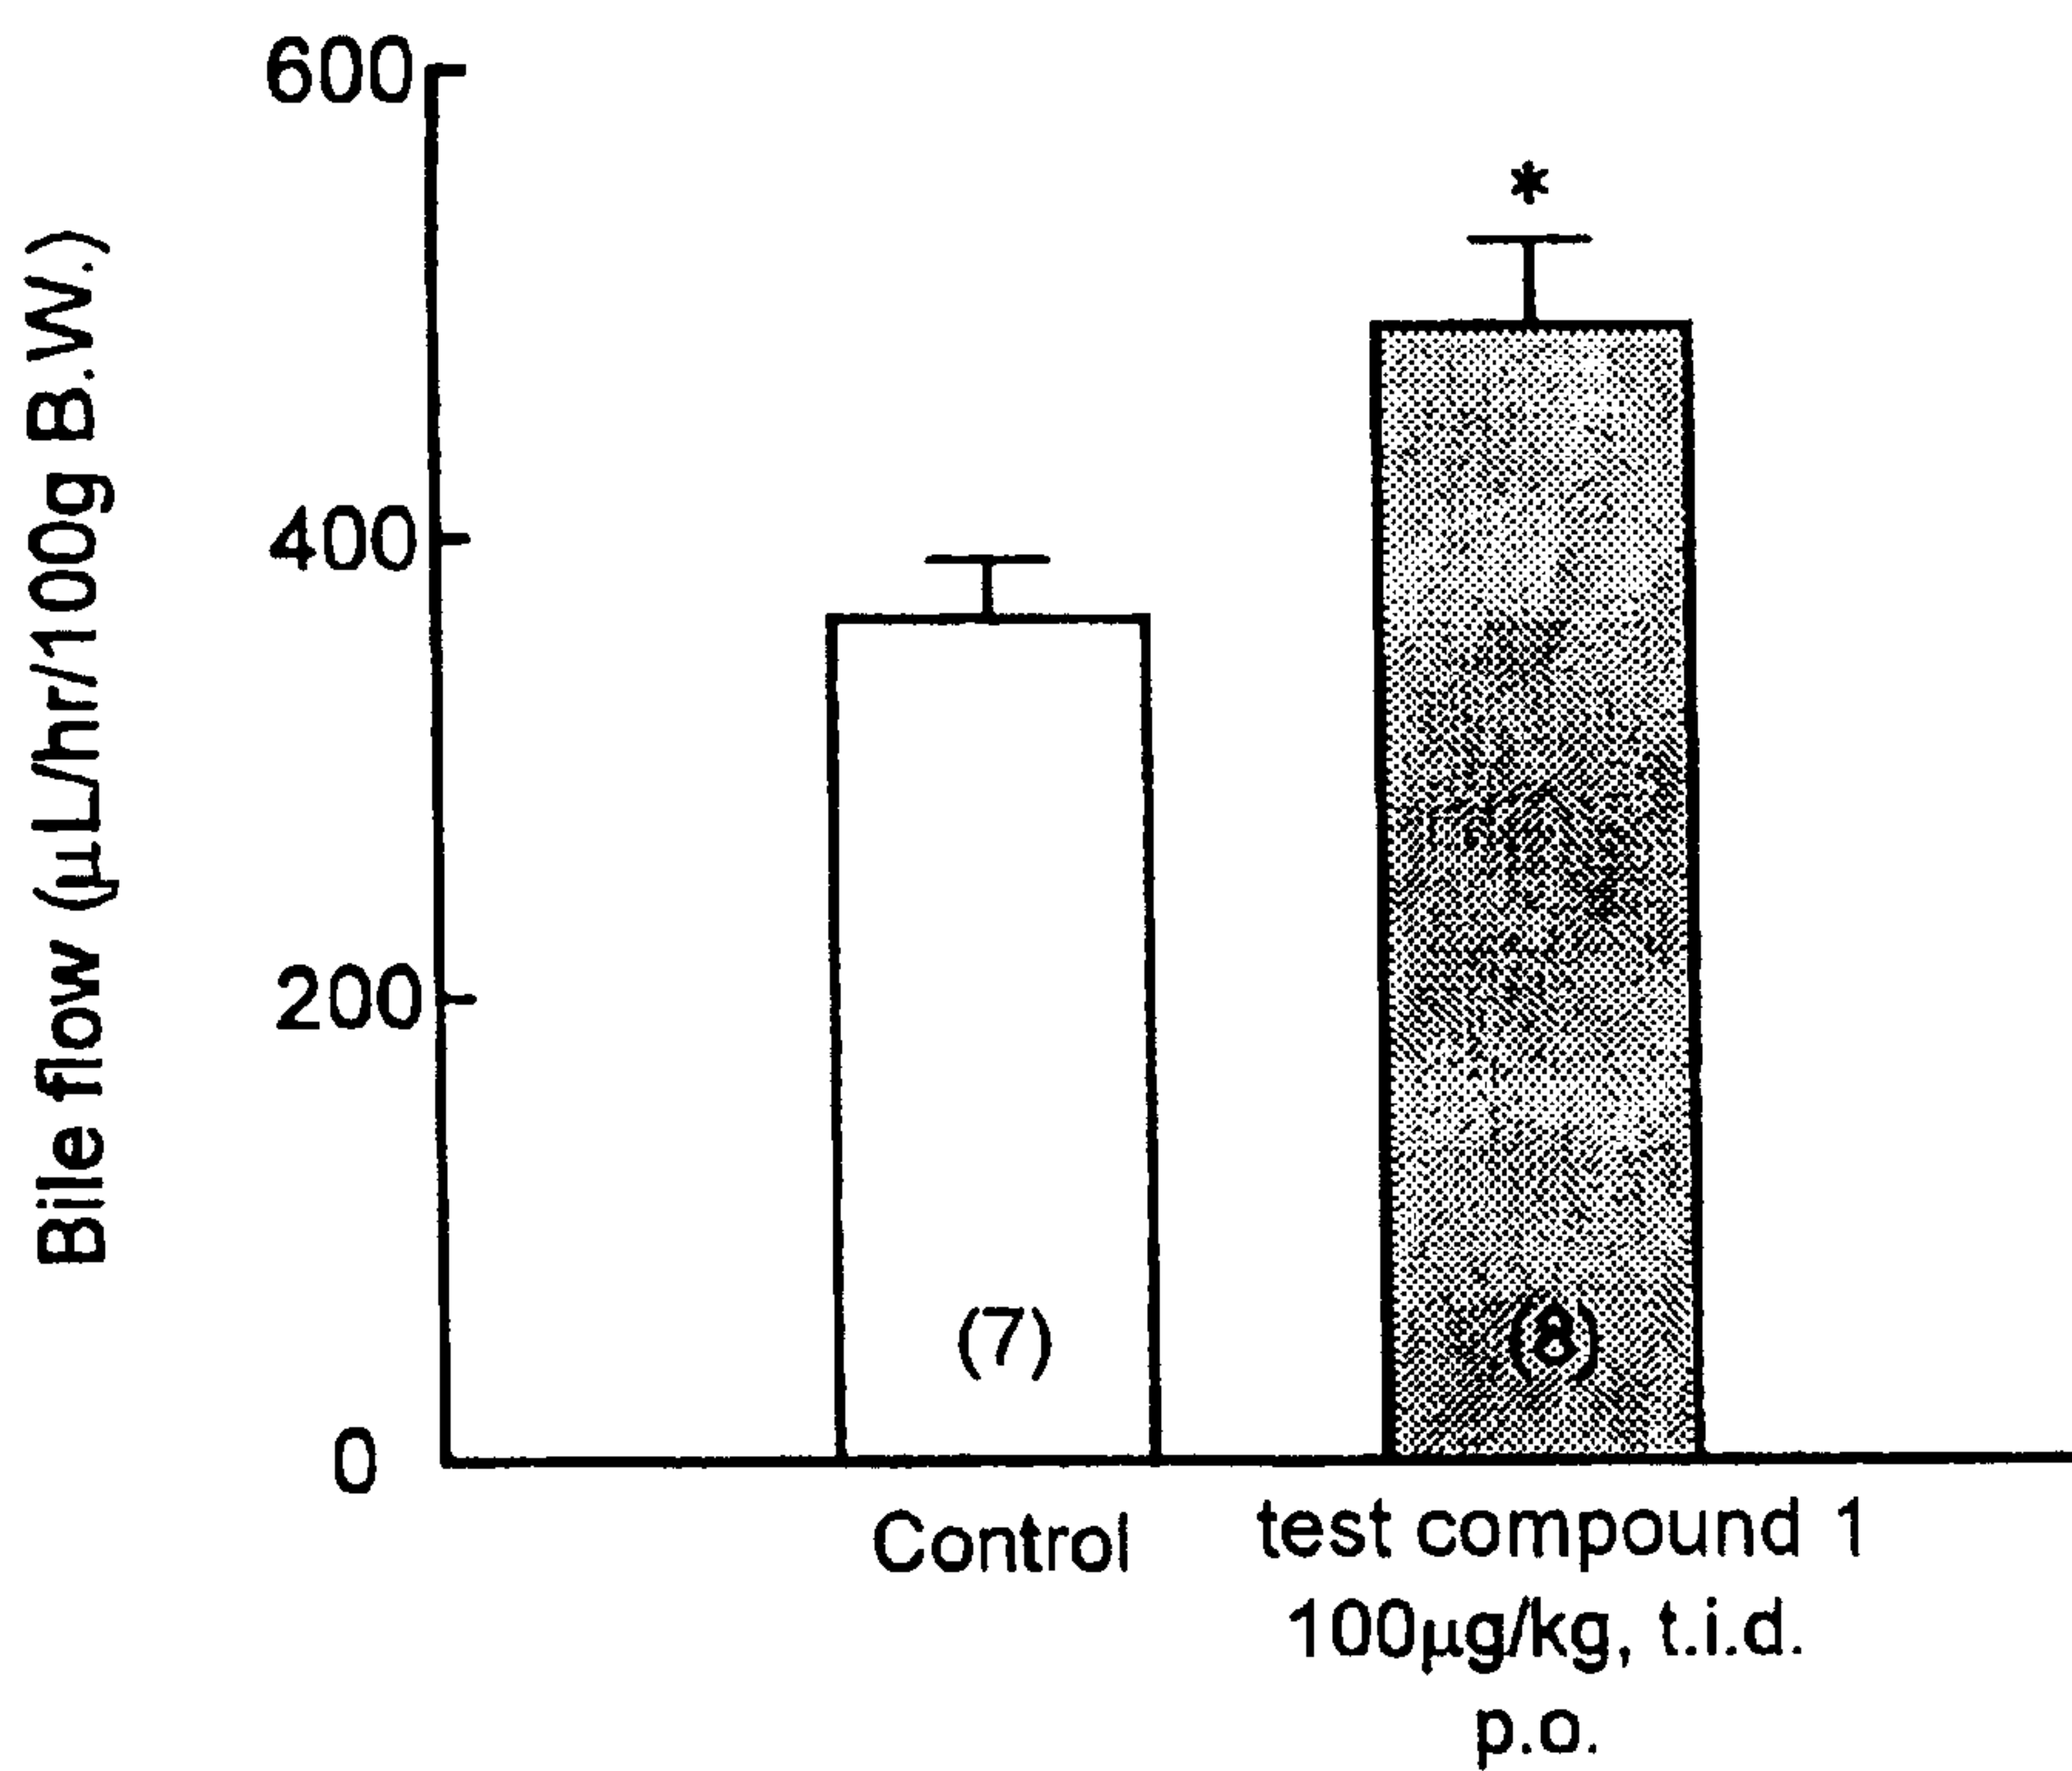 Bile flow (μL/hr/100g B.W.)
600
400
200
0
*
(7)
(8)
Control
test compound 1
100μg/kg, t.i.d.
p.o.